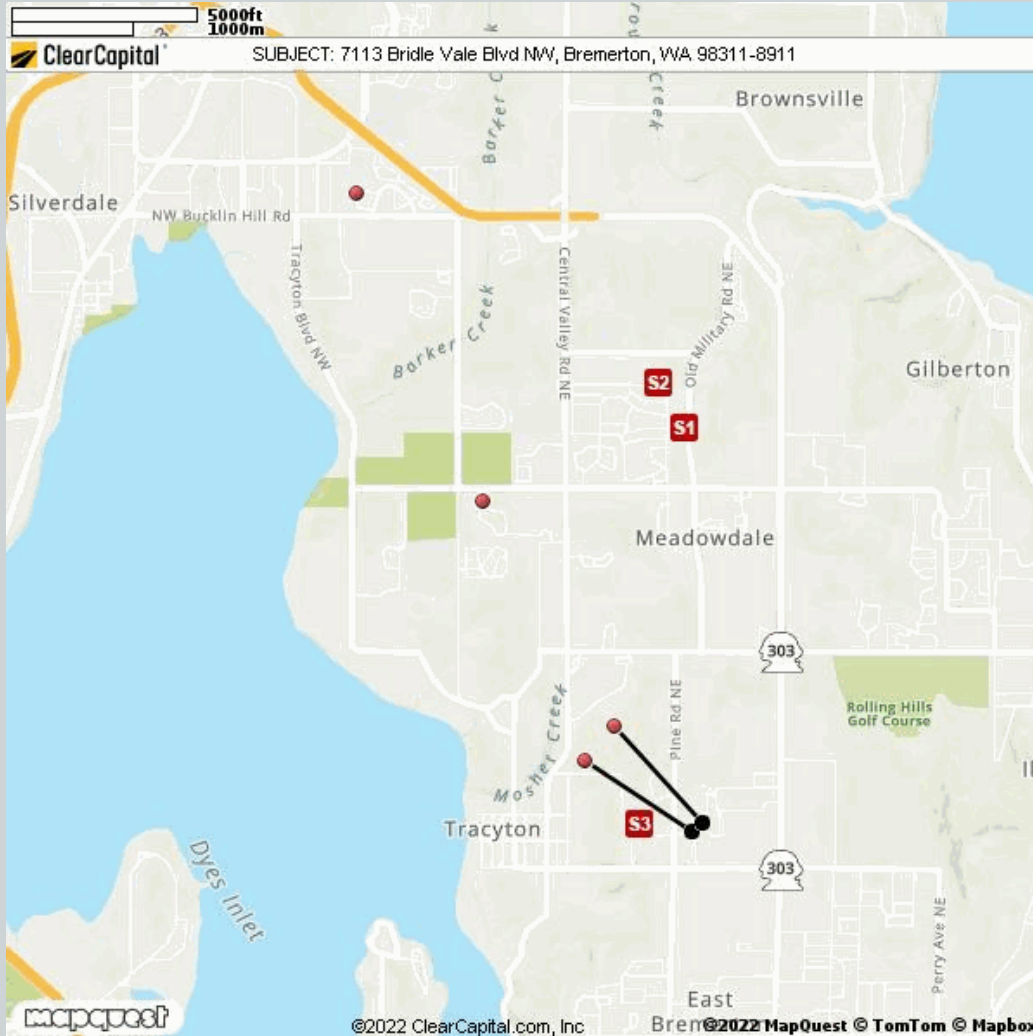 5000ft
1000m
3
ClearCapital
SUBJECT: 7113 Bridle Vale Blvd NW, Bremerton, WA 98311-8911
Barker C
k
Creek
Brownsville
Silverdale
NW Bucklin Hill Rd
Tracyton Blvd NW
Barker Creek
Central Valley Rd NE
Old Military Rd NE
S2
S1
Gilberton
Meadowdale
303
Pine Rd NE
Rolling Hills
Golf Course
Mosher Creek
Il
S3
Tracyton
303
Dyes Inlet
Perry Ave NE
East
mapquest
©2022 ClearCapital.com, Inc
©2022 MapQuest © TomTom © Mapbox